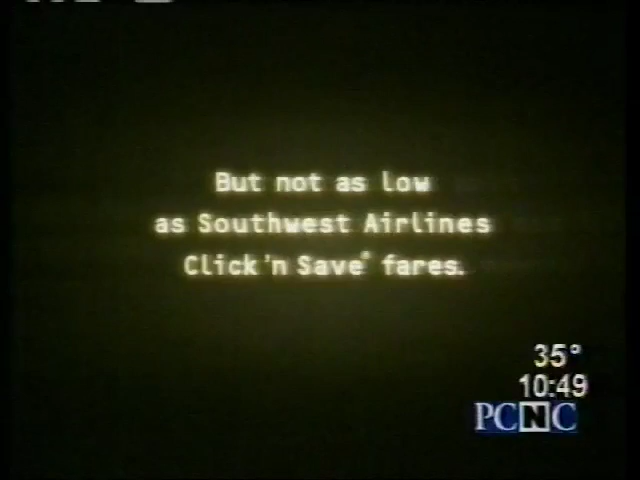 But not as low
as Southwest Airlines
Click 'n Save® fares.
35°
10:49
PCNC